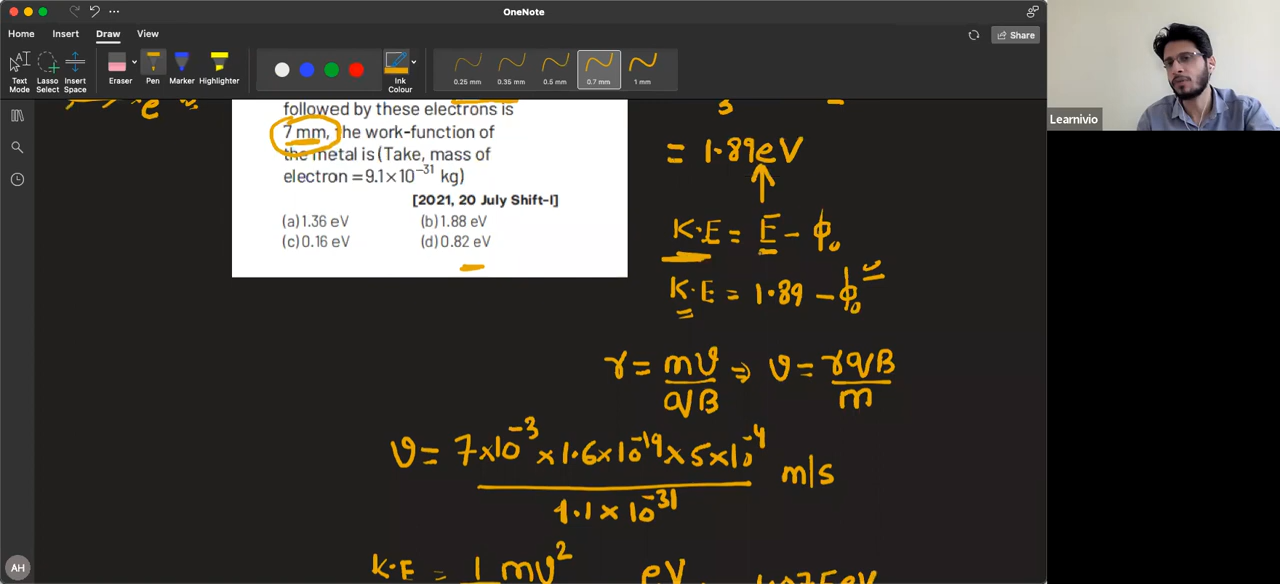 OneNote
Home Insert Draw View
Share
Text Mode
Lasso Select
Insert Space
Eraser
Pen
Marker
Highlighter
Ink Colour
0.25 mm
0.35 mm
0.5 mm
0.7 mm
1 mm
Learnivio
e
followed by these electrons is
7 mm, the work-function of
the metal is (Take, mass of
electron = 9.1×10⁻³¹ kg)
[2021, 20 July Shift-I]
(a) 1.36 eV (b) 1.88 eV
(c) 0.16 eV (d) 0.82 eV
= 1.89eV
K.E = E - ϕ₀
K.E = 1.89 - ϕ₀
r = mv/qB ⇒ v = rqB/m
v = 7×10⁻³ × 1.6×10⁻¹⁹ × 5×10⁻⁴ m/s
9.1×10⁻³¹
K.E = 1 mv² eV
AH